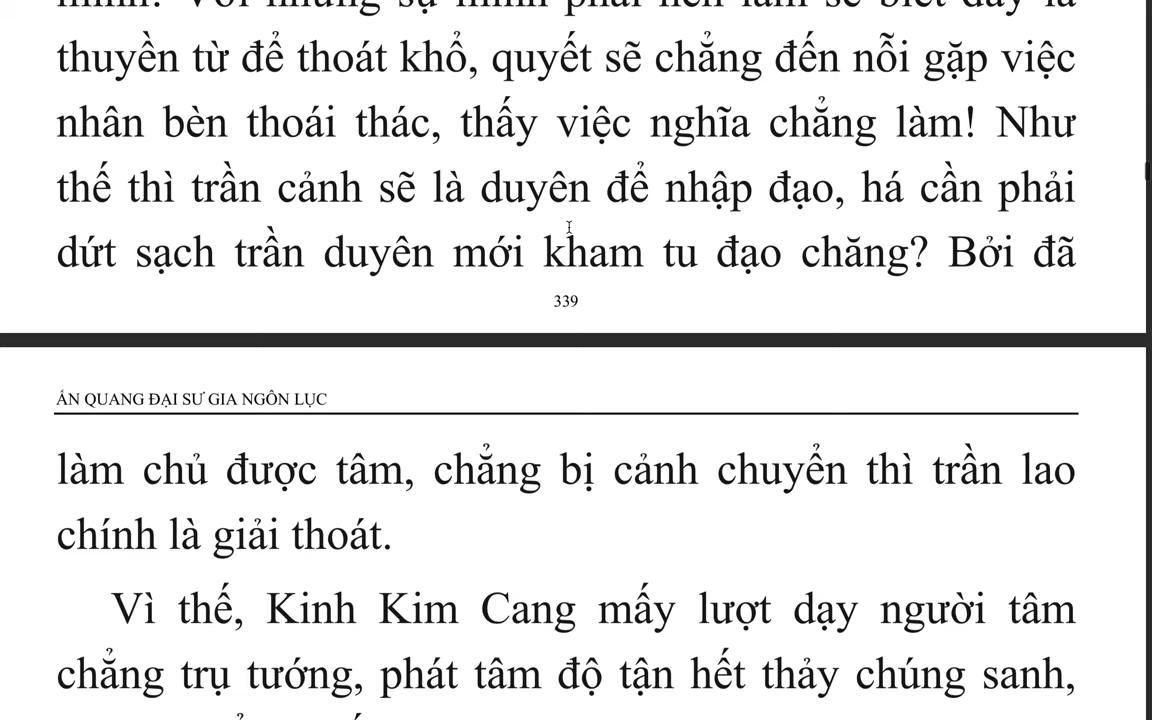 thuyền từ để thoát khổ, quyết sẽ chẳng đến nỗi gặp việc
nhân bèn thoái thác, thấy việc nghĩa chẳng làm! Như
thế thì trần cảnh sẽ là duyên để nhập đạo, há cần phải
dứt sạch trần duyên mới kham tu đạo chăng? Bởi đã
339
ẤN QUANG ĐẠI SƯ GIA NGÔN LỤC
làm chủ được tâm, chẳng bị cảnh chuyển thì trần lao
chính là giải thoát.
Vì thế, Kinh Kim Cang mấy lượt dạy người tâm
chẳng trụ tướng, phát tâm độ tận hết thảy chúng sanh,